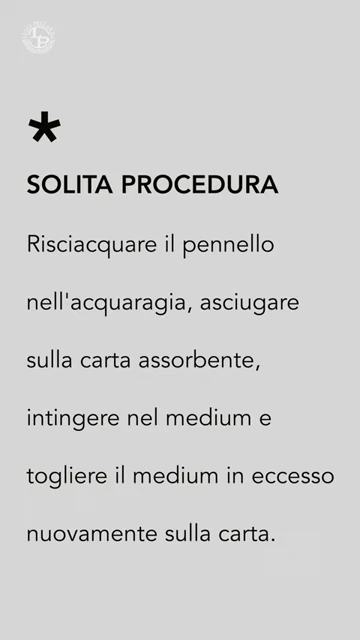 *
SOLITA PROCEDURA
Risciacquare il pennello
nell'acquaragia, asciugare
sulla carta assorbente,
intingere nel medium e
togliere il medium in eccesso
nuovamente sulla carta.